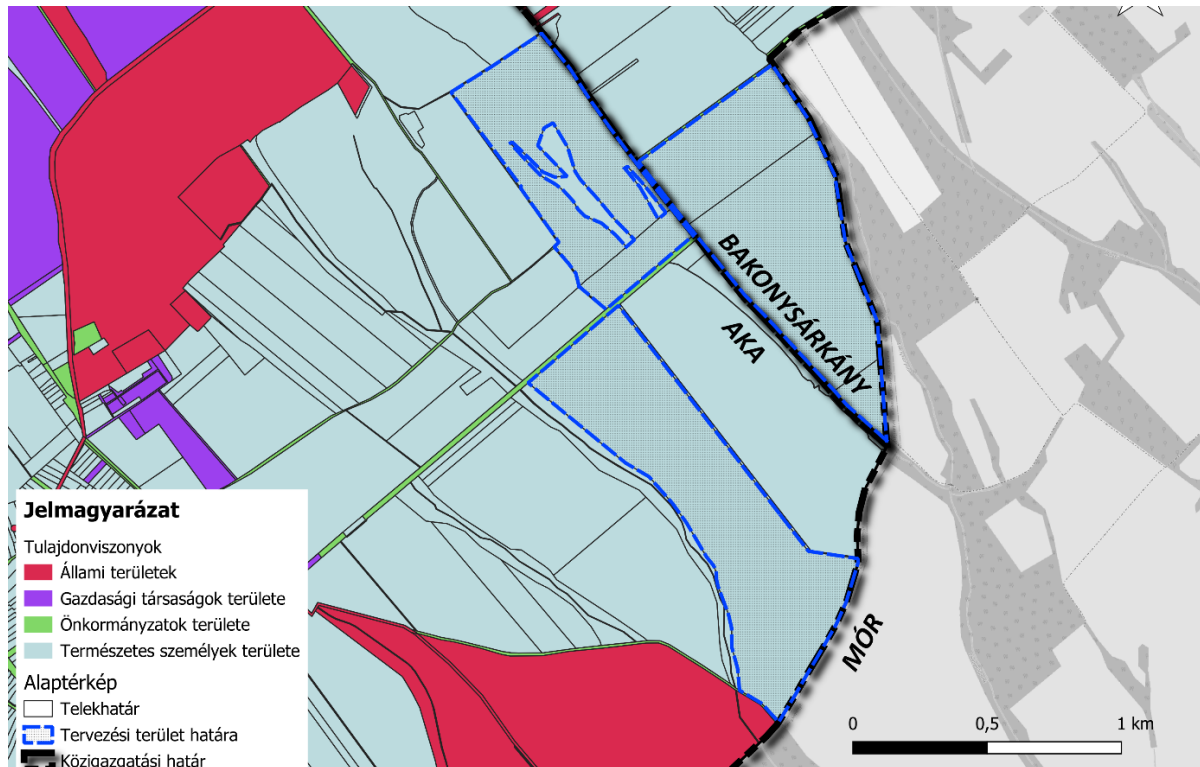 BAKONYSÁRKÁNY
AKA
MÓR
Jelmagyarázat
Tulajdonviszonyok
Állami területek
Gazdasági társaságok területe
Önkormányzatok területe
Természetes személyek területe
Alaptérkép
Telekhatár
Tervezési terület határa
Közigazgatási határ
0 0,5 1 km